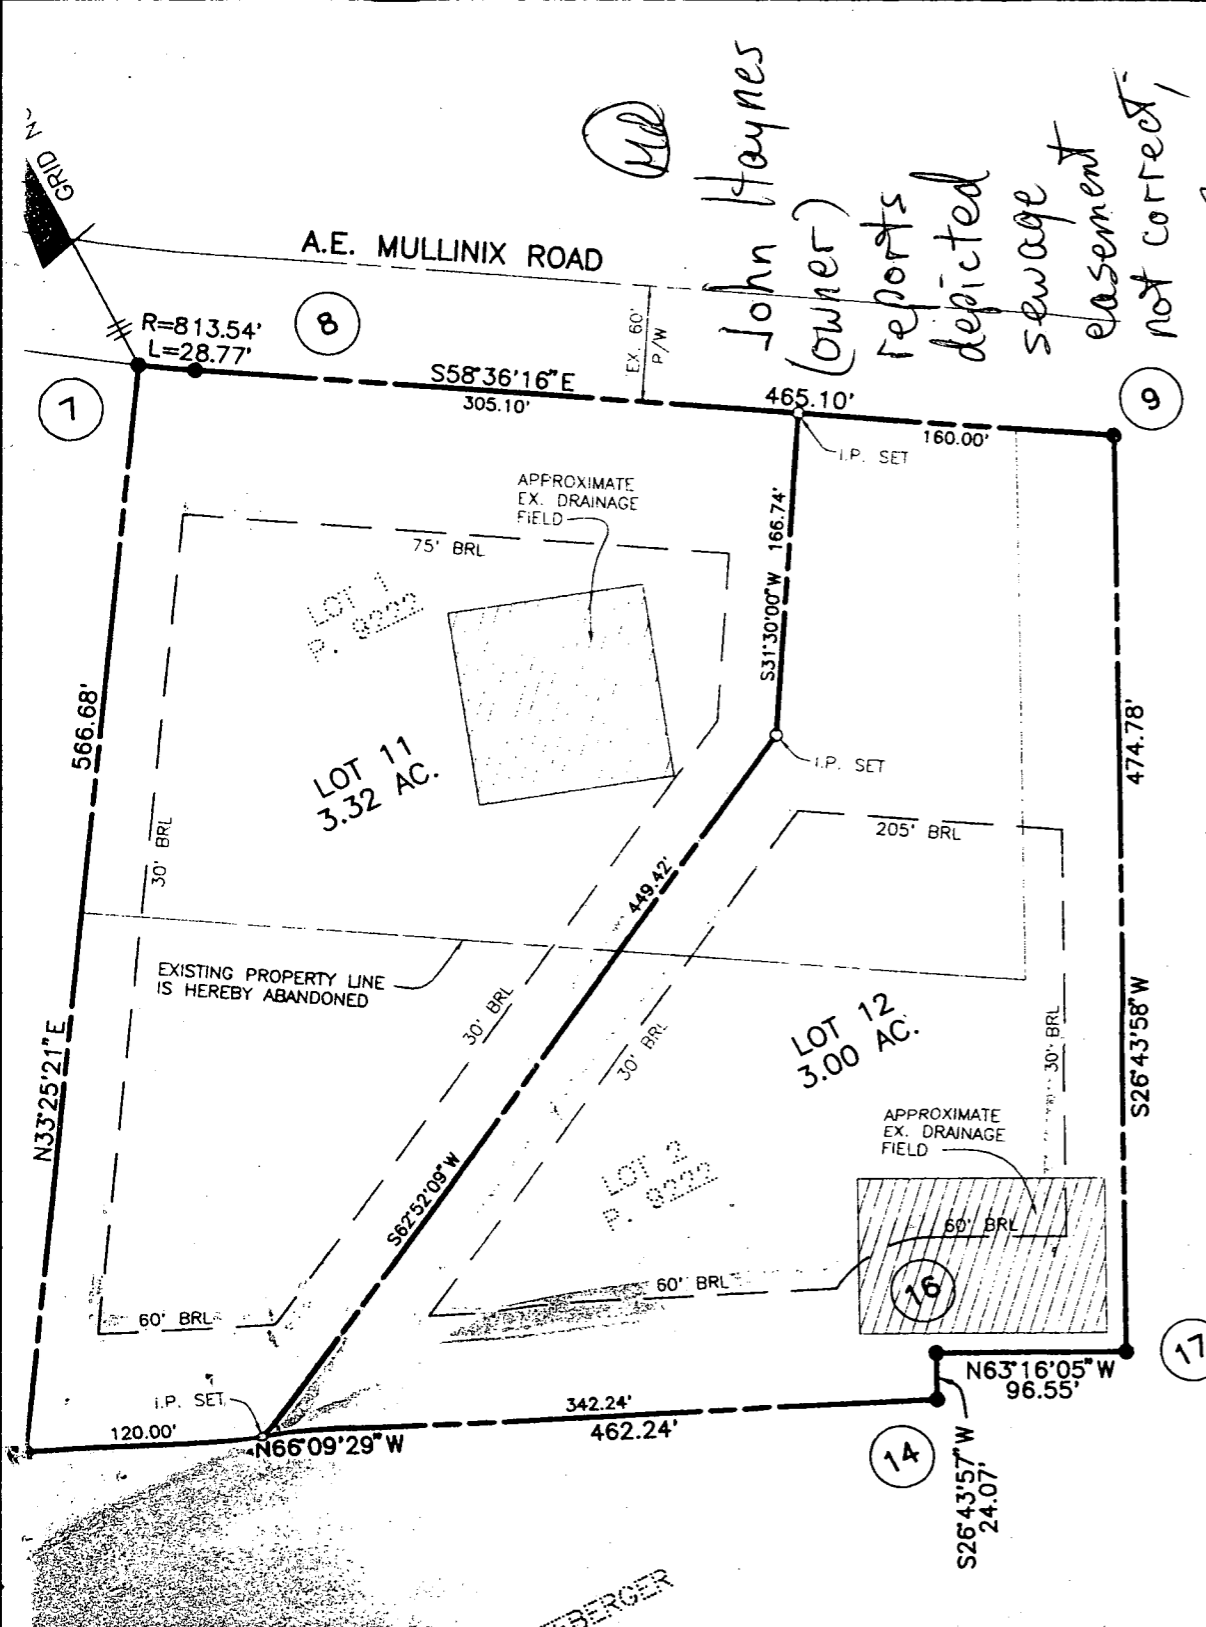 GRID N.
MR
John Haynes
(owner)
reports
depicted
sewage
easement
not correct,
A.E. MULLINIX ROAD
R=813.54'
L=28.77'
8
7
EX. 60'
P/W
S58°36'16"E
305.10'
465.10'
160.00'
9
I.P. SET
APPROXIMATE
EX. DRAINAGE
FIELD
75' BRL
S31°30'00"W 166.74'
LOT 1
P. 9222
566.68'
LOT 11
3.32 AC.
I.P. SET
474.78'
30' BRL
205' BRL
449.42'
EXISTING PROPERTY LINE
IS HEREBY ABANDONED
30' BRL
30' BRL
LOT 12
3.00 AC.
30' BRL
S26°43'58"W
N33°25'21"E
APPROXIMATE
EX. DRAINAGE
FIELD
LOT 2
P. 9222
S62°52'09"W
60' BRL
60' BRL
16
60' BRL
17
N63°16'05"W
96.55'
I.P. SET
120.00'
N66°09'29"W
342.24'
462.24'
14
S26°43'57"W
24.07'
EBERGER